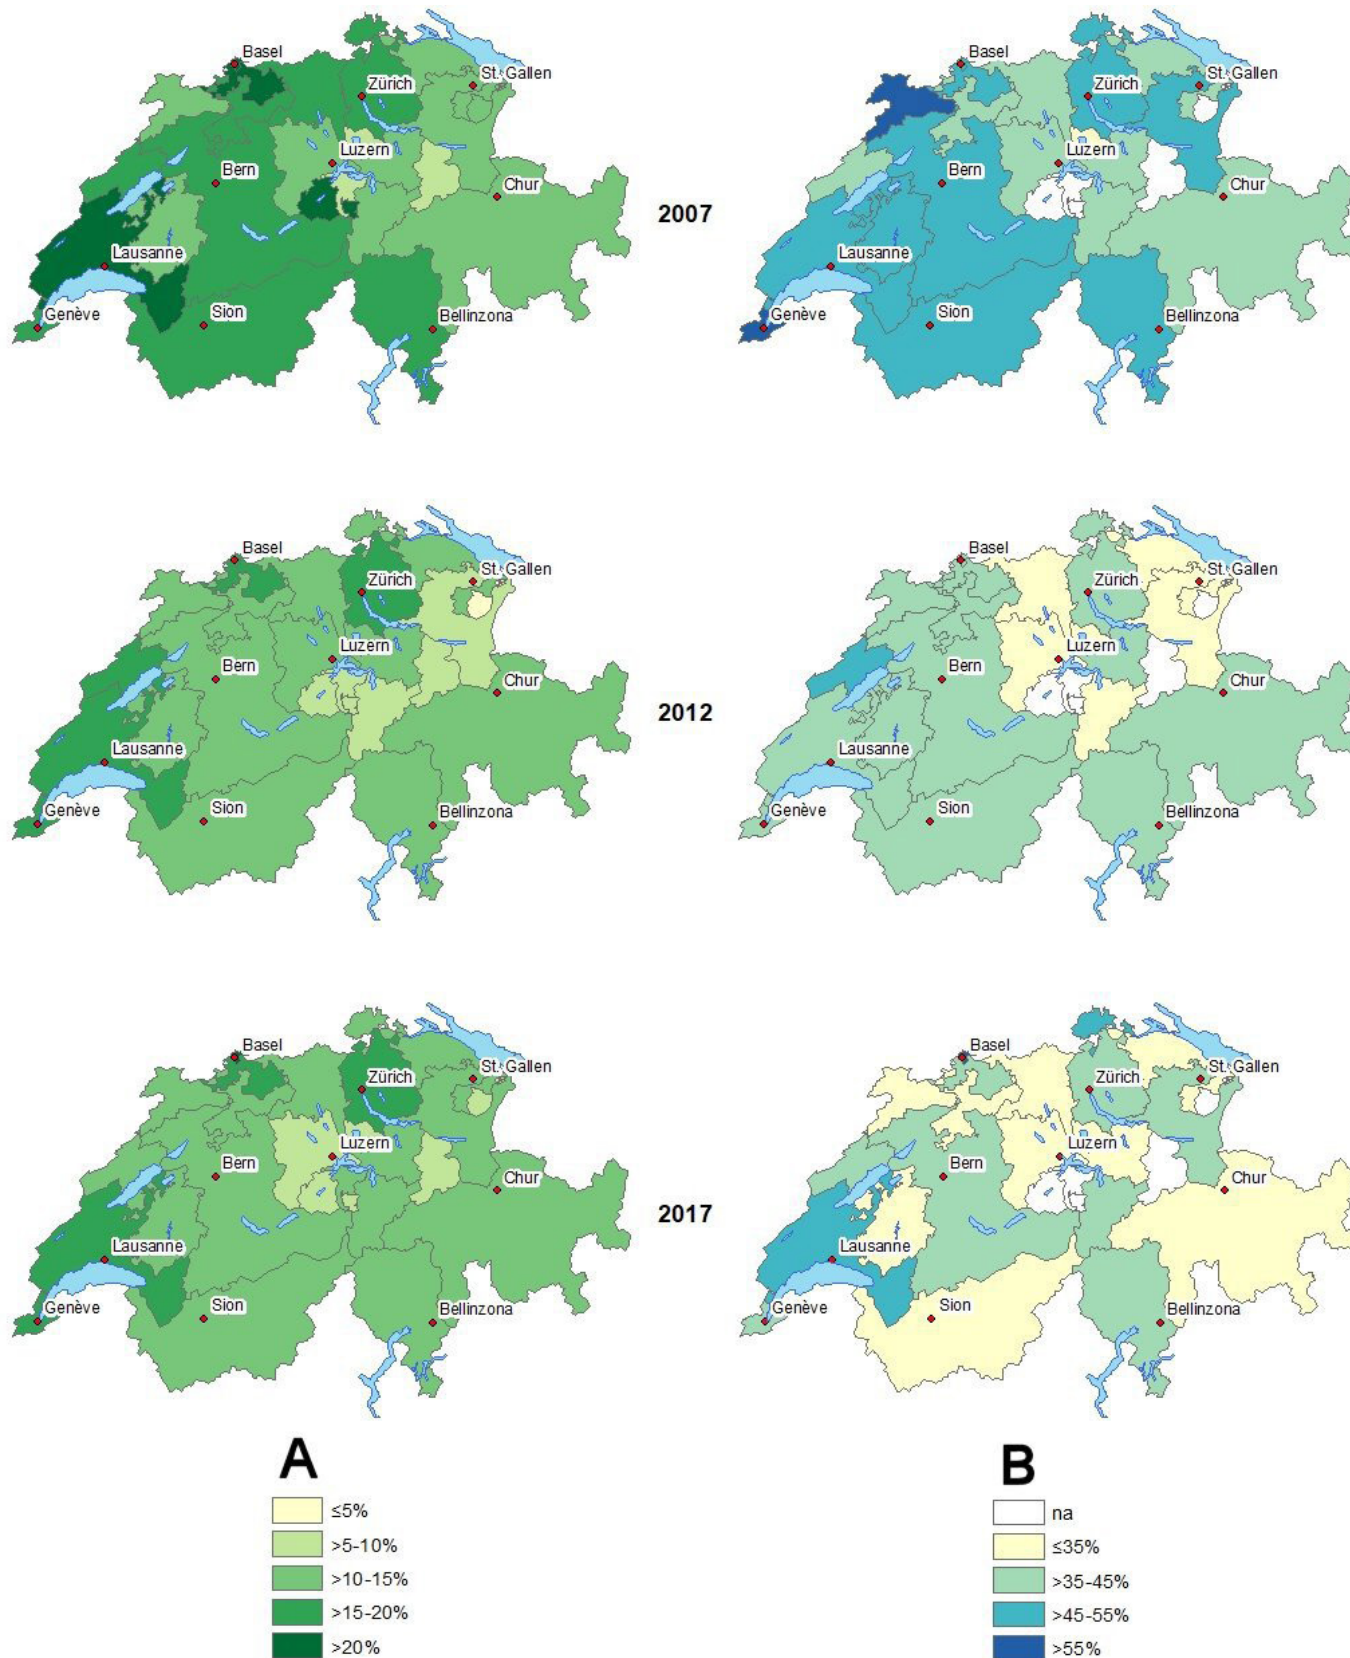 Basel
Zürich
St. Gallen
Luzern
Bern
Chur
Lausanne
Genève
Sion
Bellinzona
2007
Basel
Zürich
St. Gallen
Luzern
Bern
Chur
Lausanne
Genève
Sion
Bellinzona
Basel
Zürich
St. Gallen
Luzern
Bern
Chur
Lausanne
Genève
Sion
Bellinzona
2012
Basel
Zürich
St. Gallen
Luzern
Bern
Chur
Lausanne
Genève
Sion
Bellinzona
Basel
Zürich
St. Gallen
Luzern
Bern
Chur
Lausanne
Genève
Sion
Bellinzona
2017
Basel
Zürich
St. Gallen
Luzern
Bern
Chur
Lausanne
Genève
Sion
Bellinzona
A
≤5%
>5-10%
>10-15%
>15-20%
>20%
B
na
≤35%
>35-45%
>45-55%
>55%